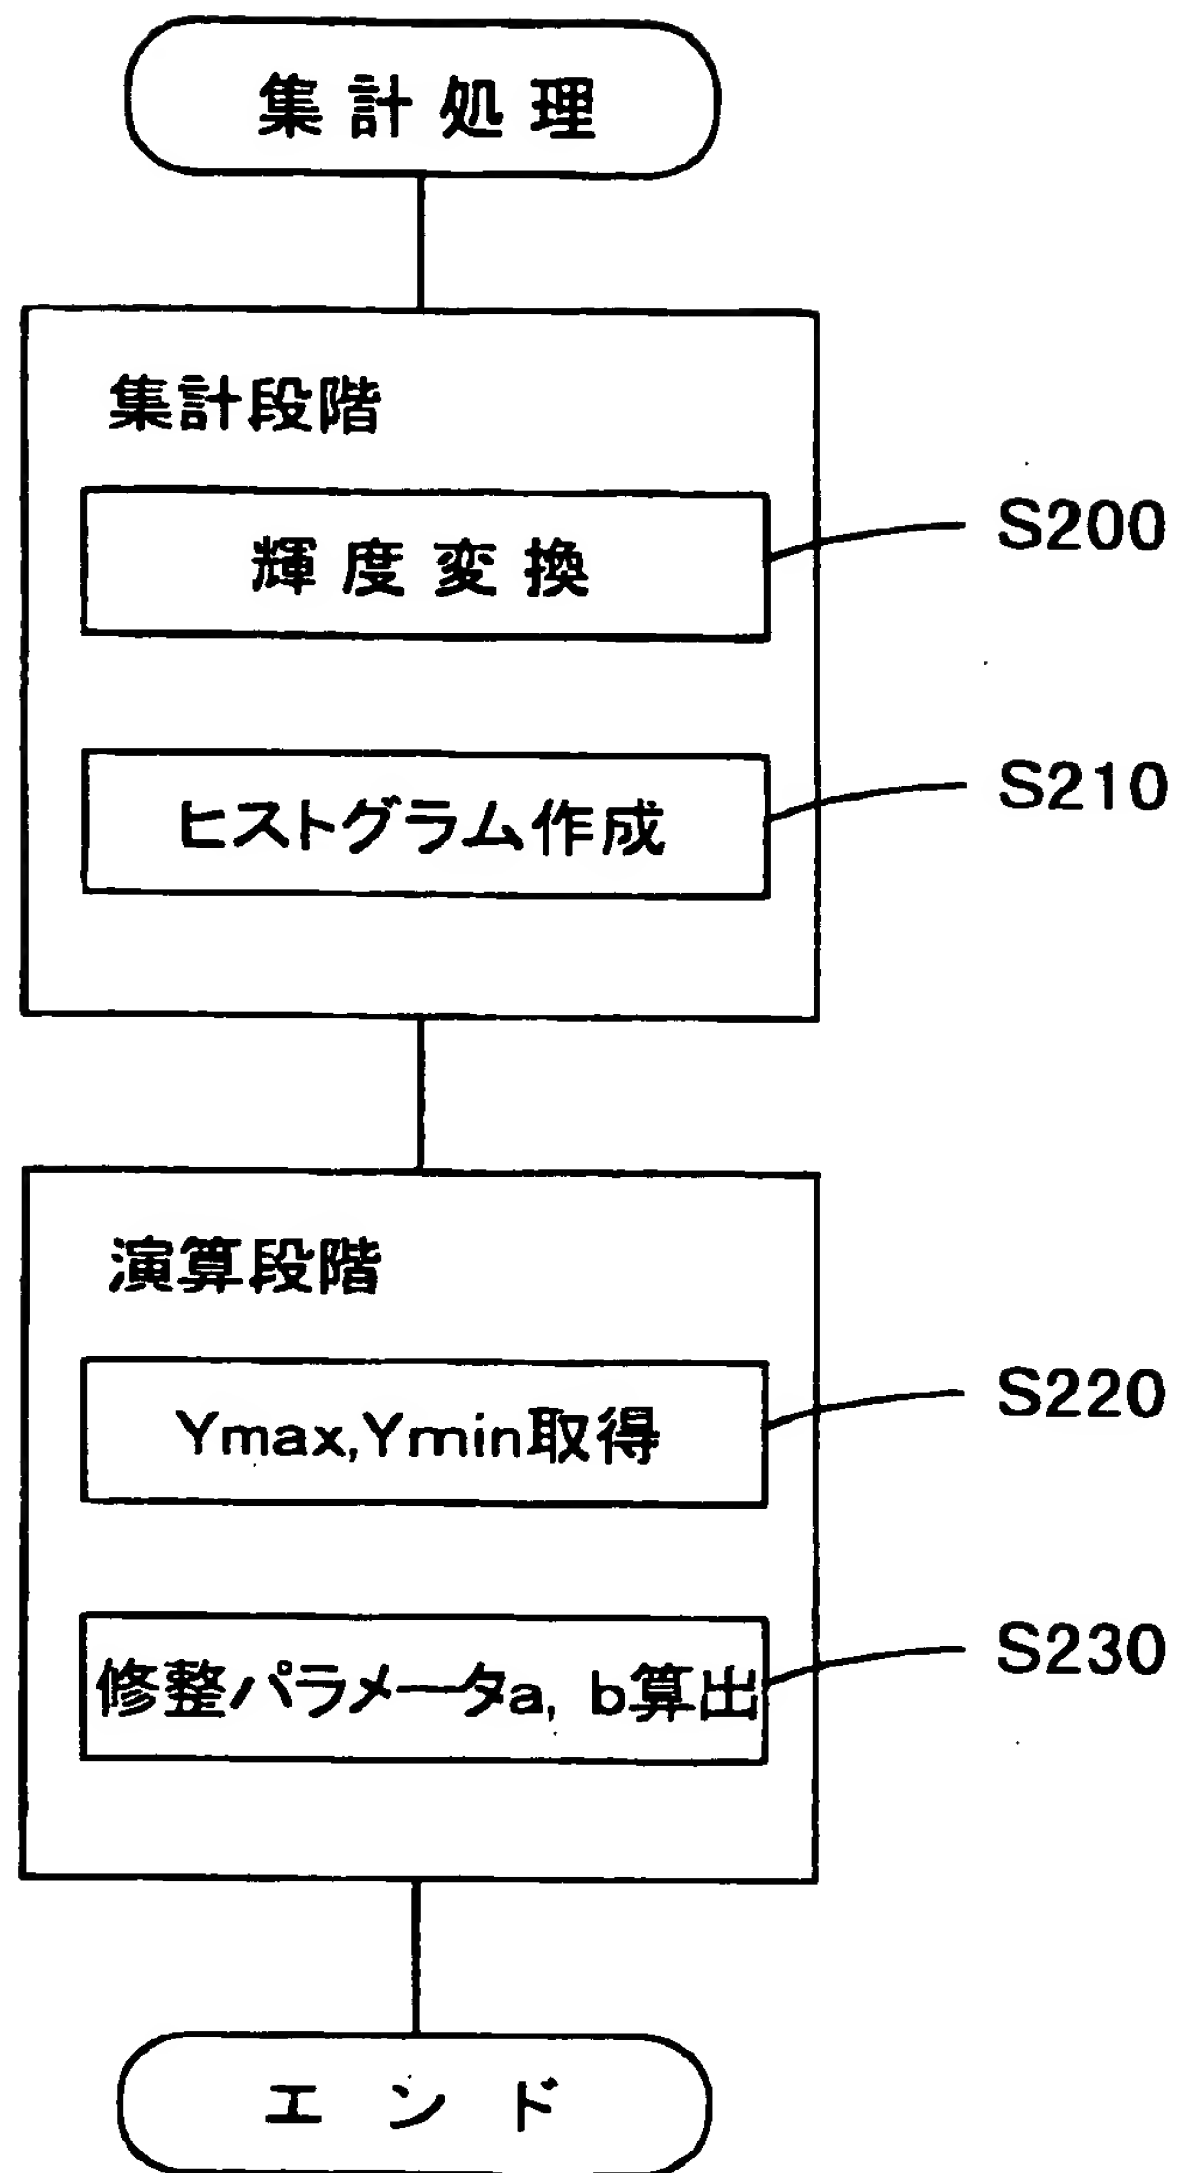 集計処理
集計段階
輝度変換
S200
ヒストグラム作成
S210
演算段階
Ymax,Ymin取得
S220
修整パラメータa, b算出
S230
エンド